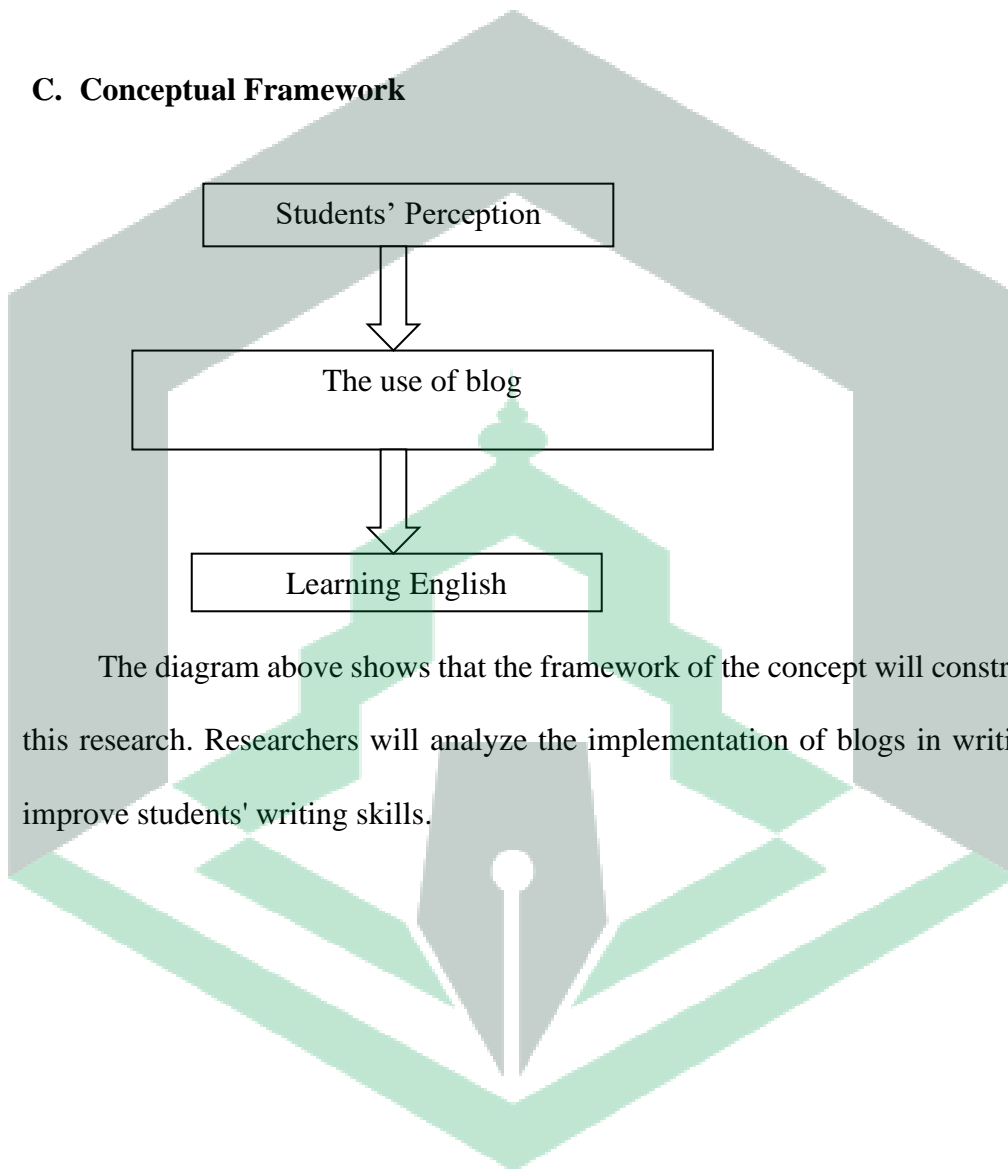 C. Conceptual Framework
Students’ Perception
The use of blog
Learning English
The diagram above shows that the framework of the concept will
this research. Researchers will analyze the implementation of blogs in
improve students' writing skills.